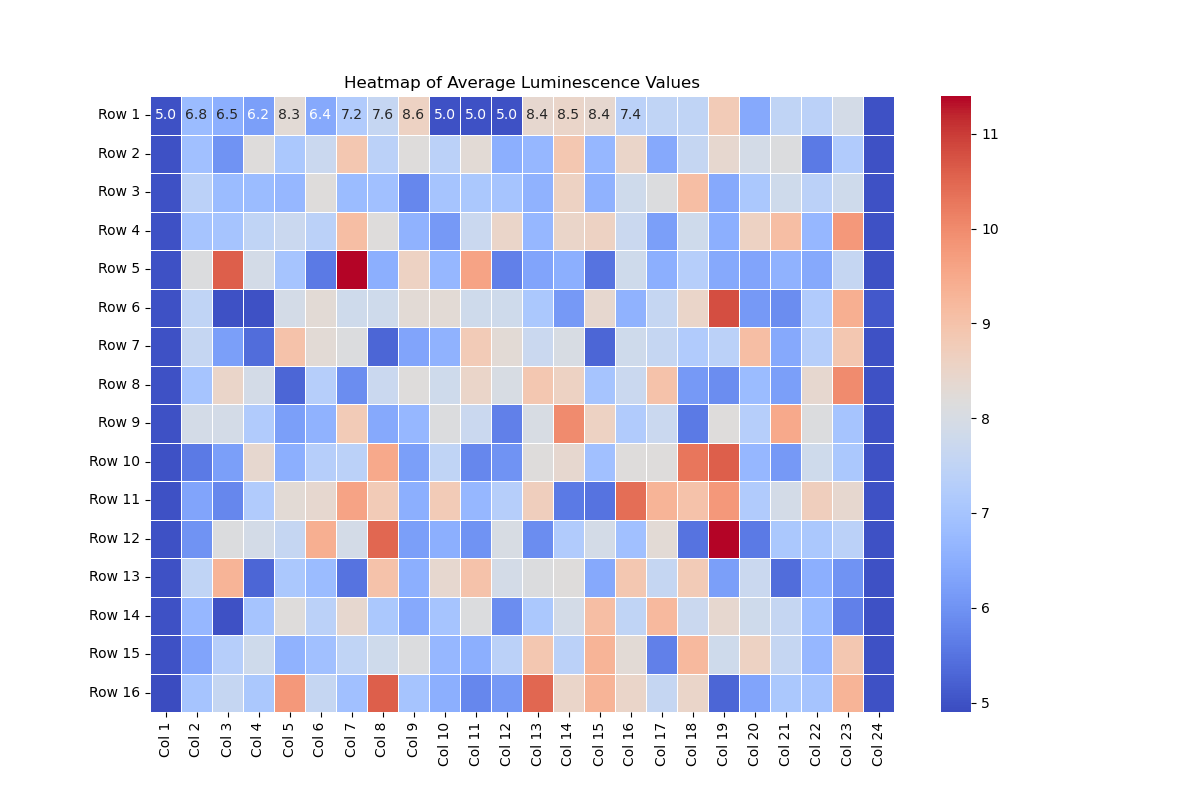 Heatmap of Average Luminescence Values
Row 1 5.0 6.8 6.5 6.2 8.3 6.4 7.2 7.6 8.6 5.0 5.0 5.0 8.4 8.5 8.4 7.4
Row 2
Row 3
Row 4
Row 5
Row 6
Row 7
Row 8
Row 9
Row 10
Row 11
Row 12
Row 13
Row 14
Row 15
Row 16
Col 1 Col 2 Col 3 Col 4 Col 5 Col 6 Col 7 Col 8 Col 9 Col 10 Col 11 Col 12 Col 13 Col 14 Col 15 Col 16 Col 17 Col 18 Col 19 Col 20 Col 21 Col 22 Col 23 Col 24
11
10
9
8
7
6
5